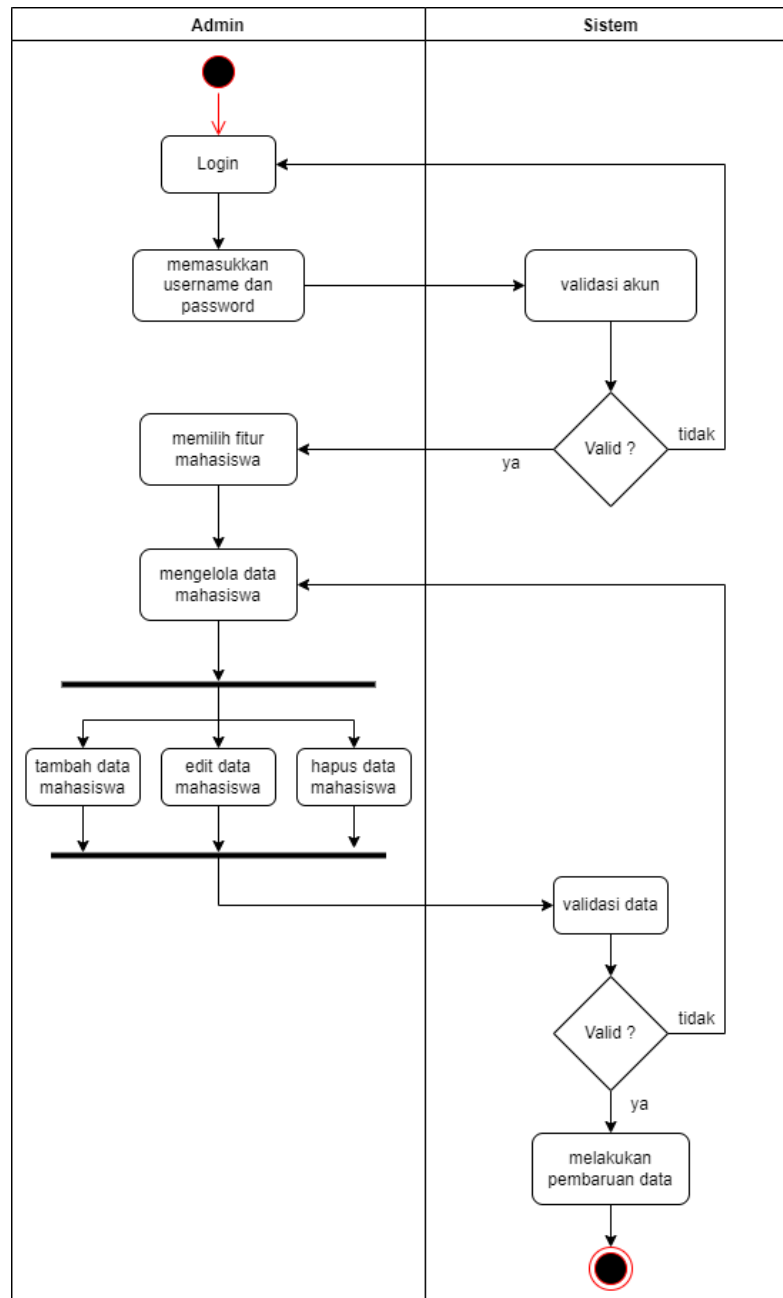 Admin
Sistem
Login
memasukkan
username dan
password
validasi akun
memilih fitur
mahasiswa
ya
Valid ?
tidak
mengelola data
mahasiswa
tambah data
mahasiswa
edit data
mahasiswa
hapus data
mahasiswa
validasi data
Valid ?
tidak
ya
melakukan
pembaruan data